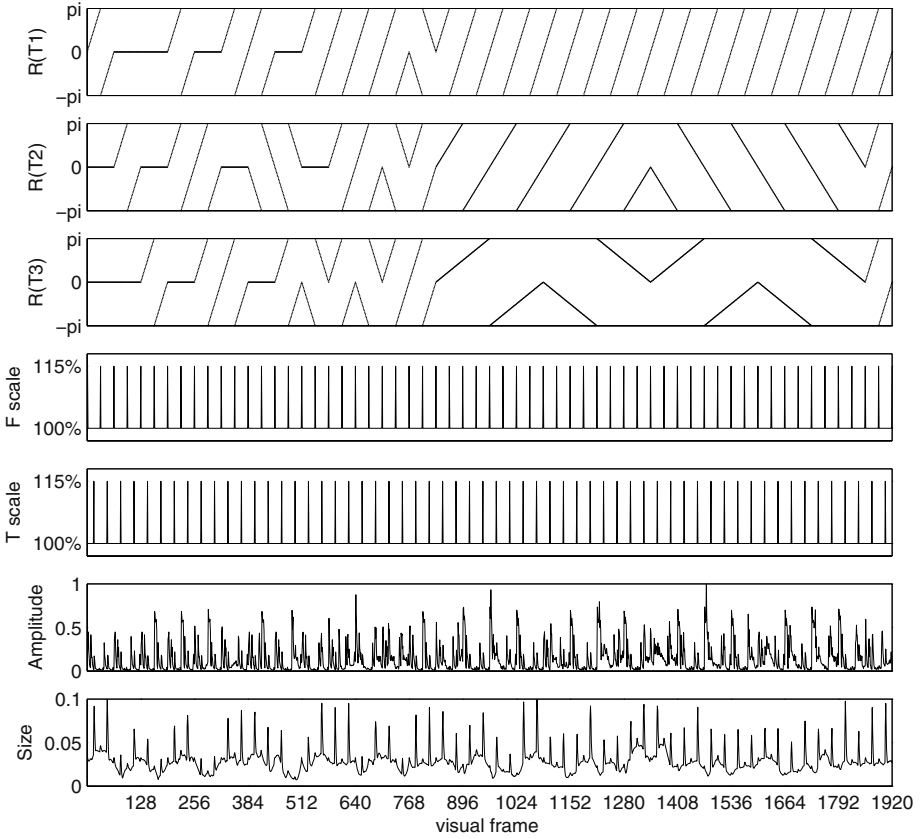 pi
0
−pi
R(T1)
pi
0
−pi
R(T2)
pi
0
−pi
R(T3)
115%
100%
F scale
115%
100%
T scale
1
0.5
0
Amplitude
0.1
0.05
0
Size
128 256 384 512 640 768 896 1024 1152 1280 1408 1536 1664 1792 1920
visual frame